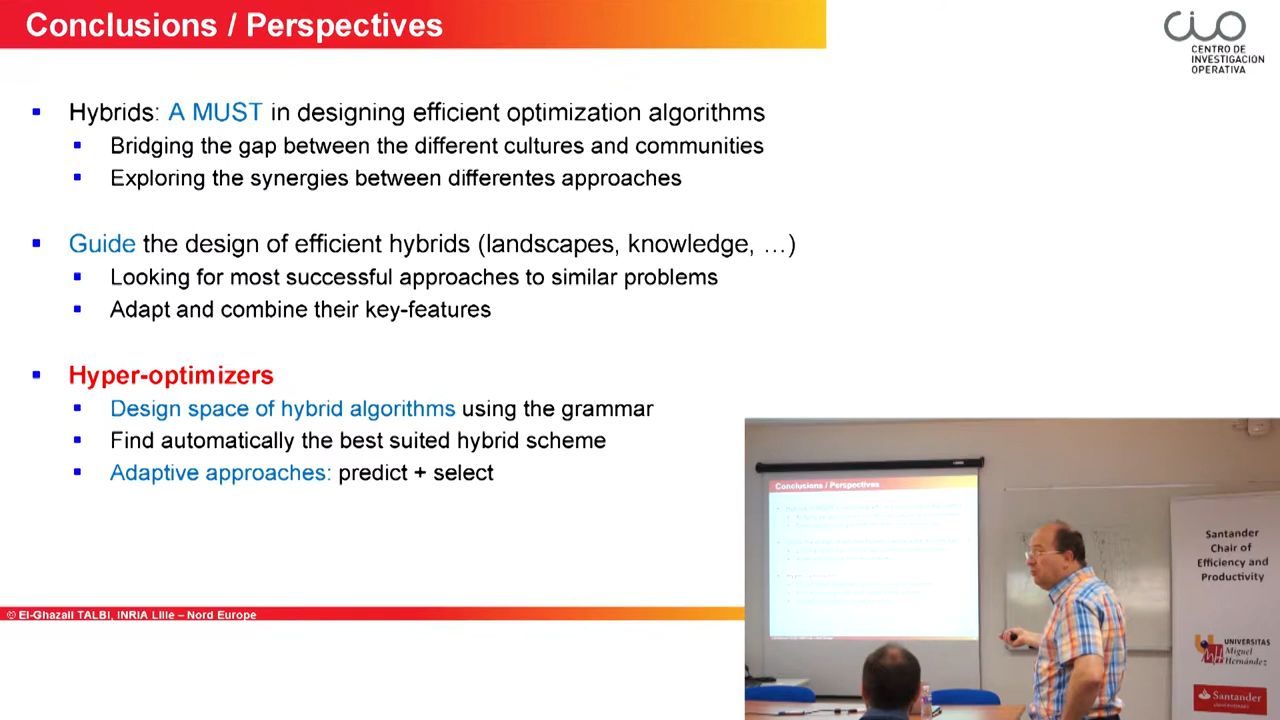 Conclusions / Perspectives
CIO
CENTRO DE
INVESTIGACION
OPERATIVA
Hybrids: A MUST in designing efficient optimization algorithms
Bridging the gap between the different cultures and communities
Exploring the synergies between differentes approaches
Guide the design of efficient hybrids (landscapes, knowledge, …)
Looking for most successful approaches to similar problems
Adapt and combine their key-features
Hyper-optimizers
Design space of hybrid algorithms using the grammar
Find automatically the best suited hybrid scheme
Adaptive approaches: predict + select
© El-Ghazali TALBI, INRIA Lille – Nord Europe
Conclusions / Perspectives
Santander
Chair of
Efficiency and
Productivity
UNIVERSITAS
Miguel
Hernández
Santander